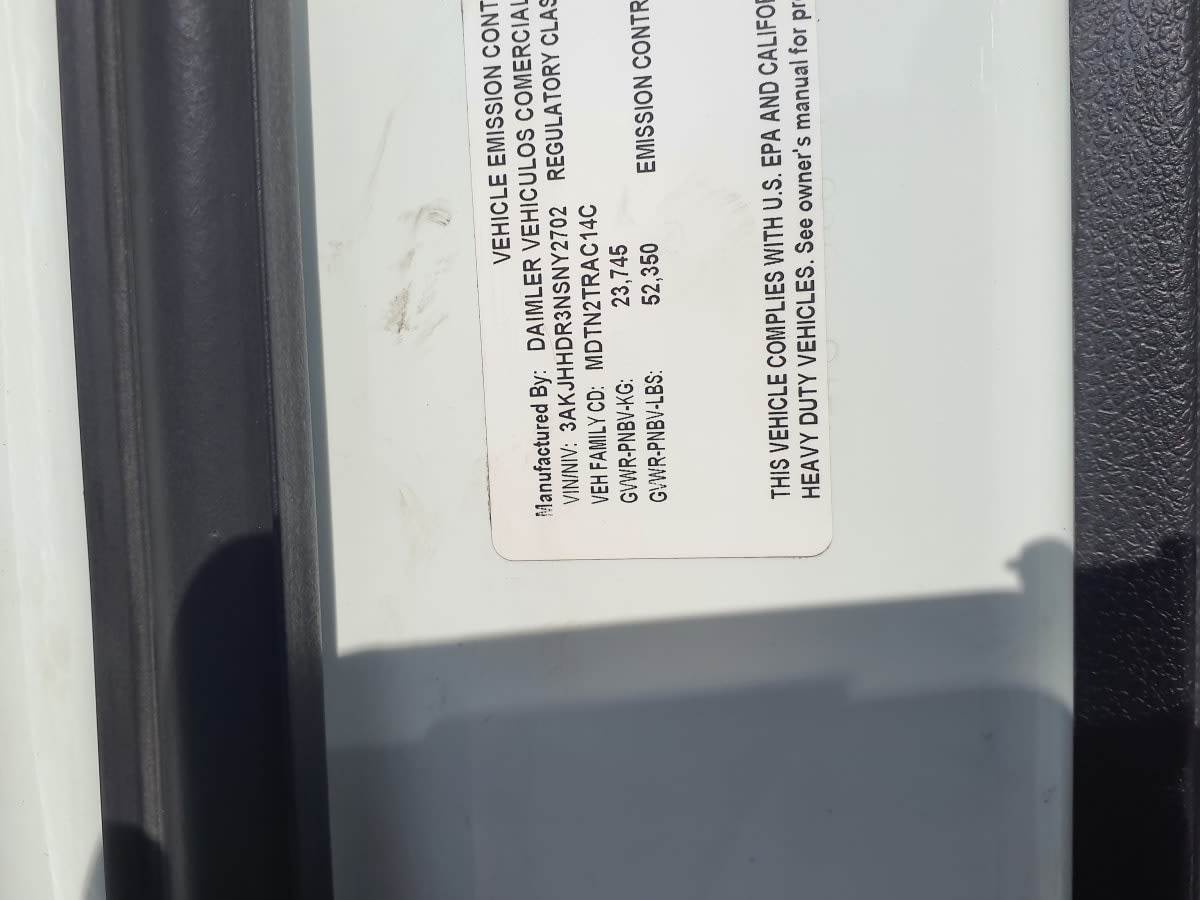 VEHICLE EMISSION CONT
Manufactured By: DAIMLER VEHICULOS COMERCIAL
VIN/NIV: 3AKJHHDR3NSNY2702 REGULATORY CLAS
VEH FAMILY CD: MDTN2TRAC14C
GVWR-PNBV-KG: 23,745
GVWR-PNBV-LBS: 52,350 EMISSION CONTR
THIS VEHICLE COMPLIES WITH U.S. EPA AND CALIFOR
HEAVY DUTY VEHICLES. See owner's manual for pr